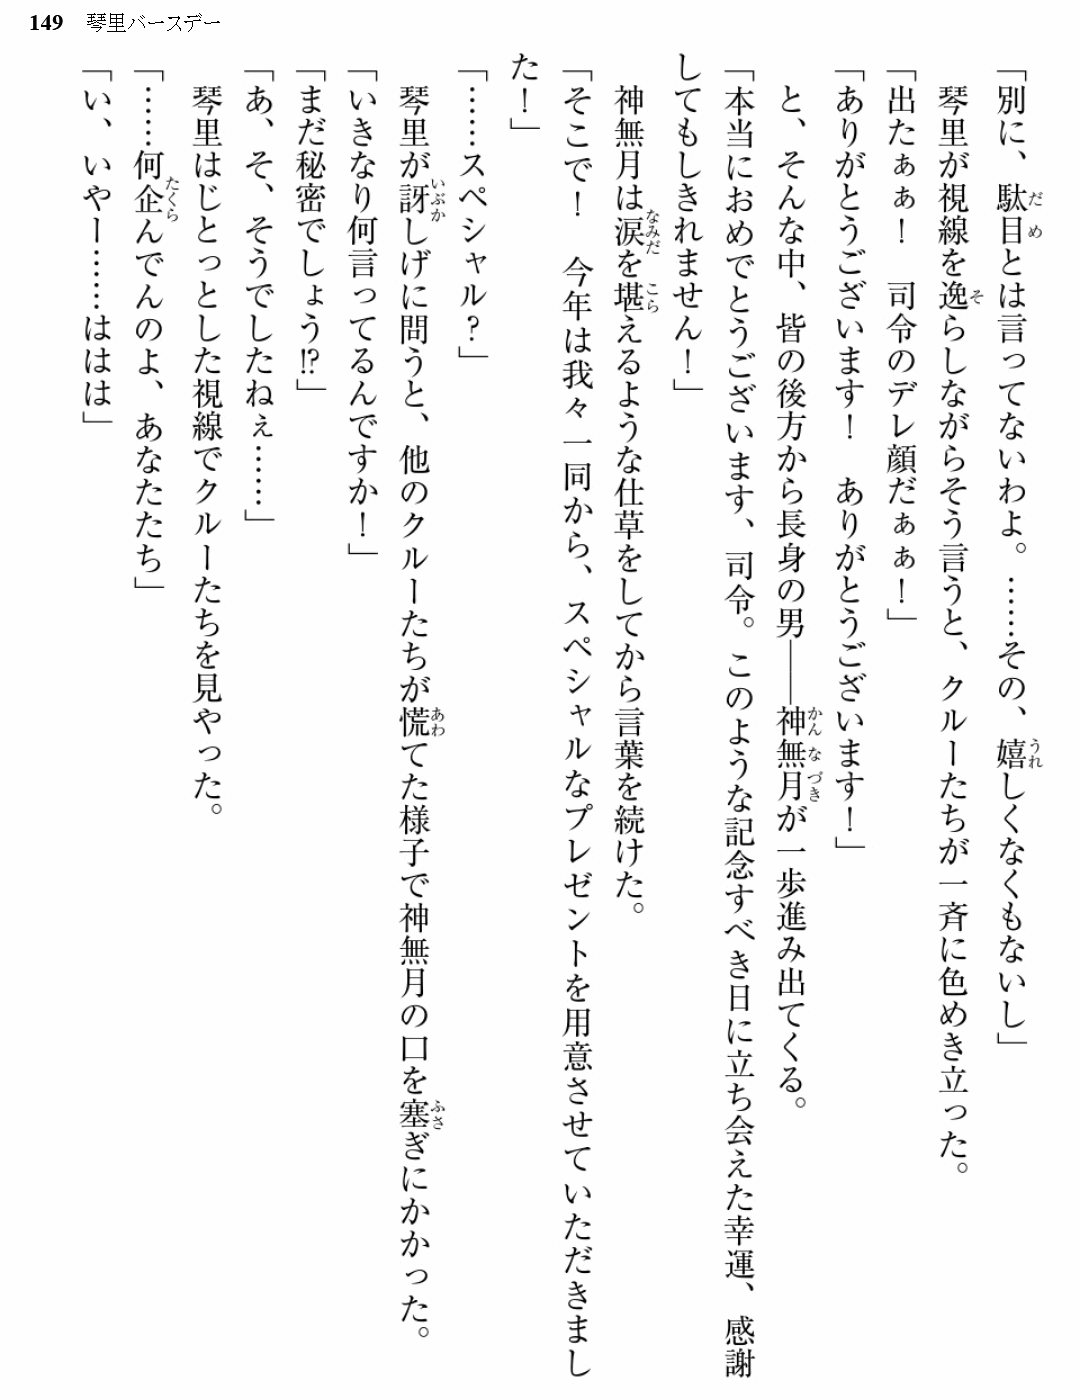 149 琴里バースデー
「別に、駄目とは言ってないわよ。……その、嬉しくなくもないし」
琴里が視線を逸らしながらそう言うと、クルーたちが一斉に色めき立った。
「出たぁぁ！　司令のデレ顔だぁぁ！」
「ありがとうございます！　ありがとうございます！」
と、そんな中、皆の後方から長身の男――神無月が一歩進み出てくる。
「本当におめでとうございます、司令。このような記念すべき日に立ち会えた幸運、感謝
してもしきれません！」
神無月は涙を堪えるような仕草をしてから言葉を続けた。
「そこで！　今年は我々一同から、スペシャルなプレゼントを用意させていただきまし
た！」
「……スペシャル？」
琴里が訝しげに問うと、他のクルーたちが慌てた様子で神無月の口を塞ぎにかかった。
「いきなり何言ってるんですか！」
「まだ秘密でしょう!?」
「あ、そ、そうでしたねぇ……」
琴里はじとっとした視線でクルーたちを見やった。
「……何企んでんのよ、あなたたち」
「い、いやー……ははは」